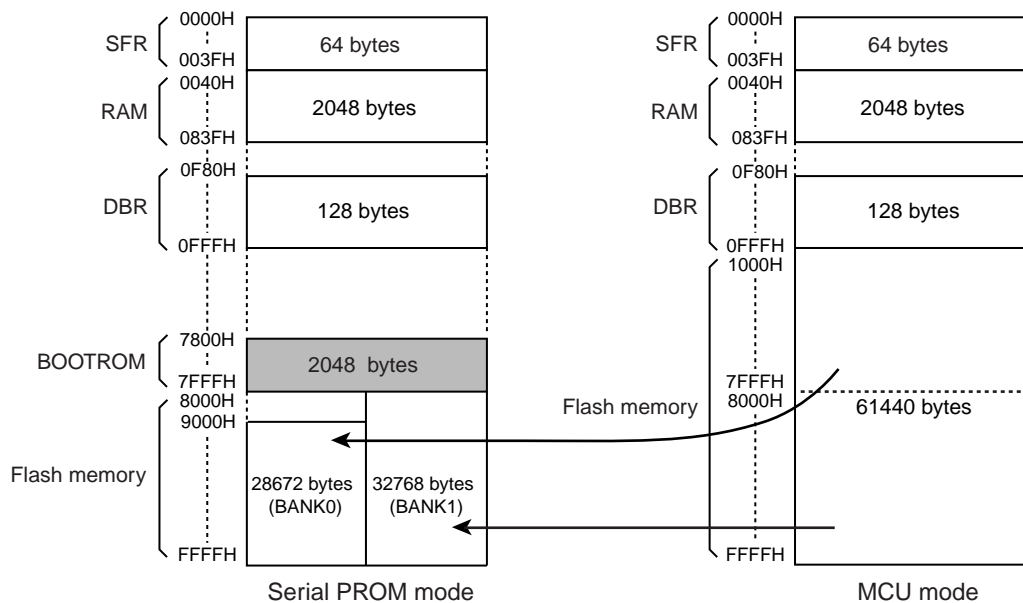 0000H
SFR
64 bytes
003FH
0040H
RAM
2048 bytes
083FH
0F80H
DBR
128 bytes
0FFFH
7800H
BOOTROM
2048 bytes
7FFFH
8000H
9000H
Flash memory
28672 bytes
(BANK0)
32768 bytes
(BANK1)
FFFFH
Serial PROM mode
0000H
SFR
64 bytes
003FH
0040H
RAM
2048 bytes
083FH
0F80H
DBR
128 bytes
0FFFH
1000H
7FFFH
8000H
Flash memory
61440 bytes
FFFFH
MCU mode